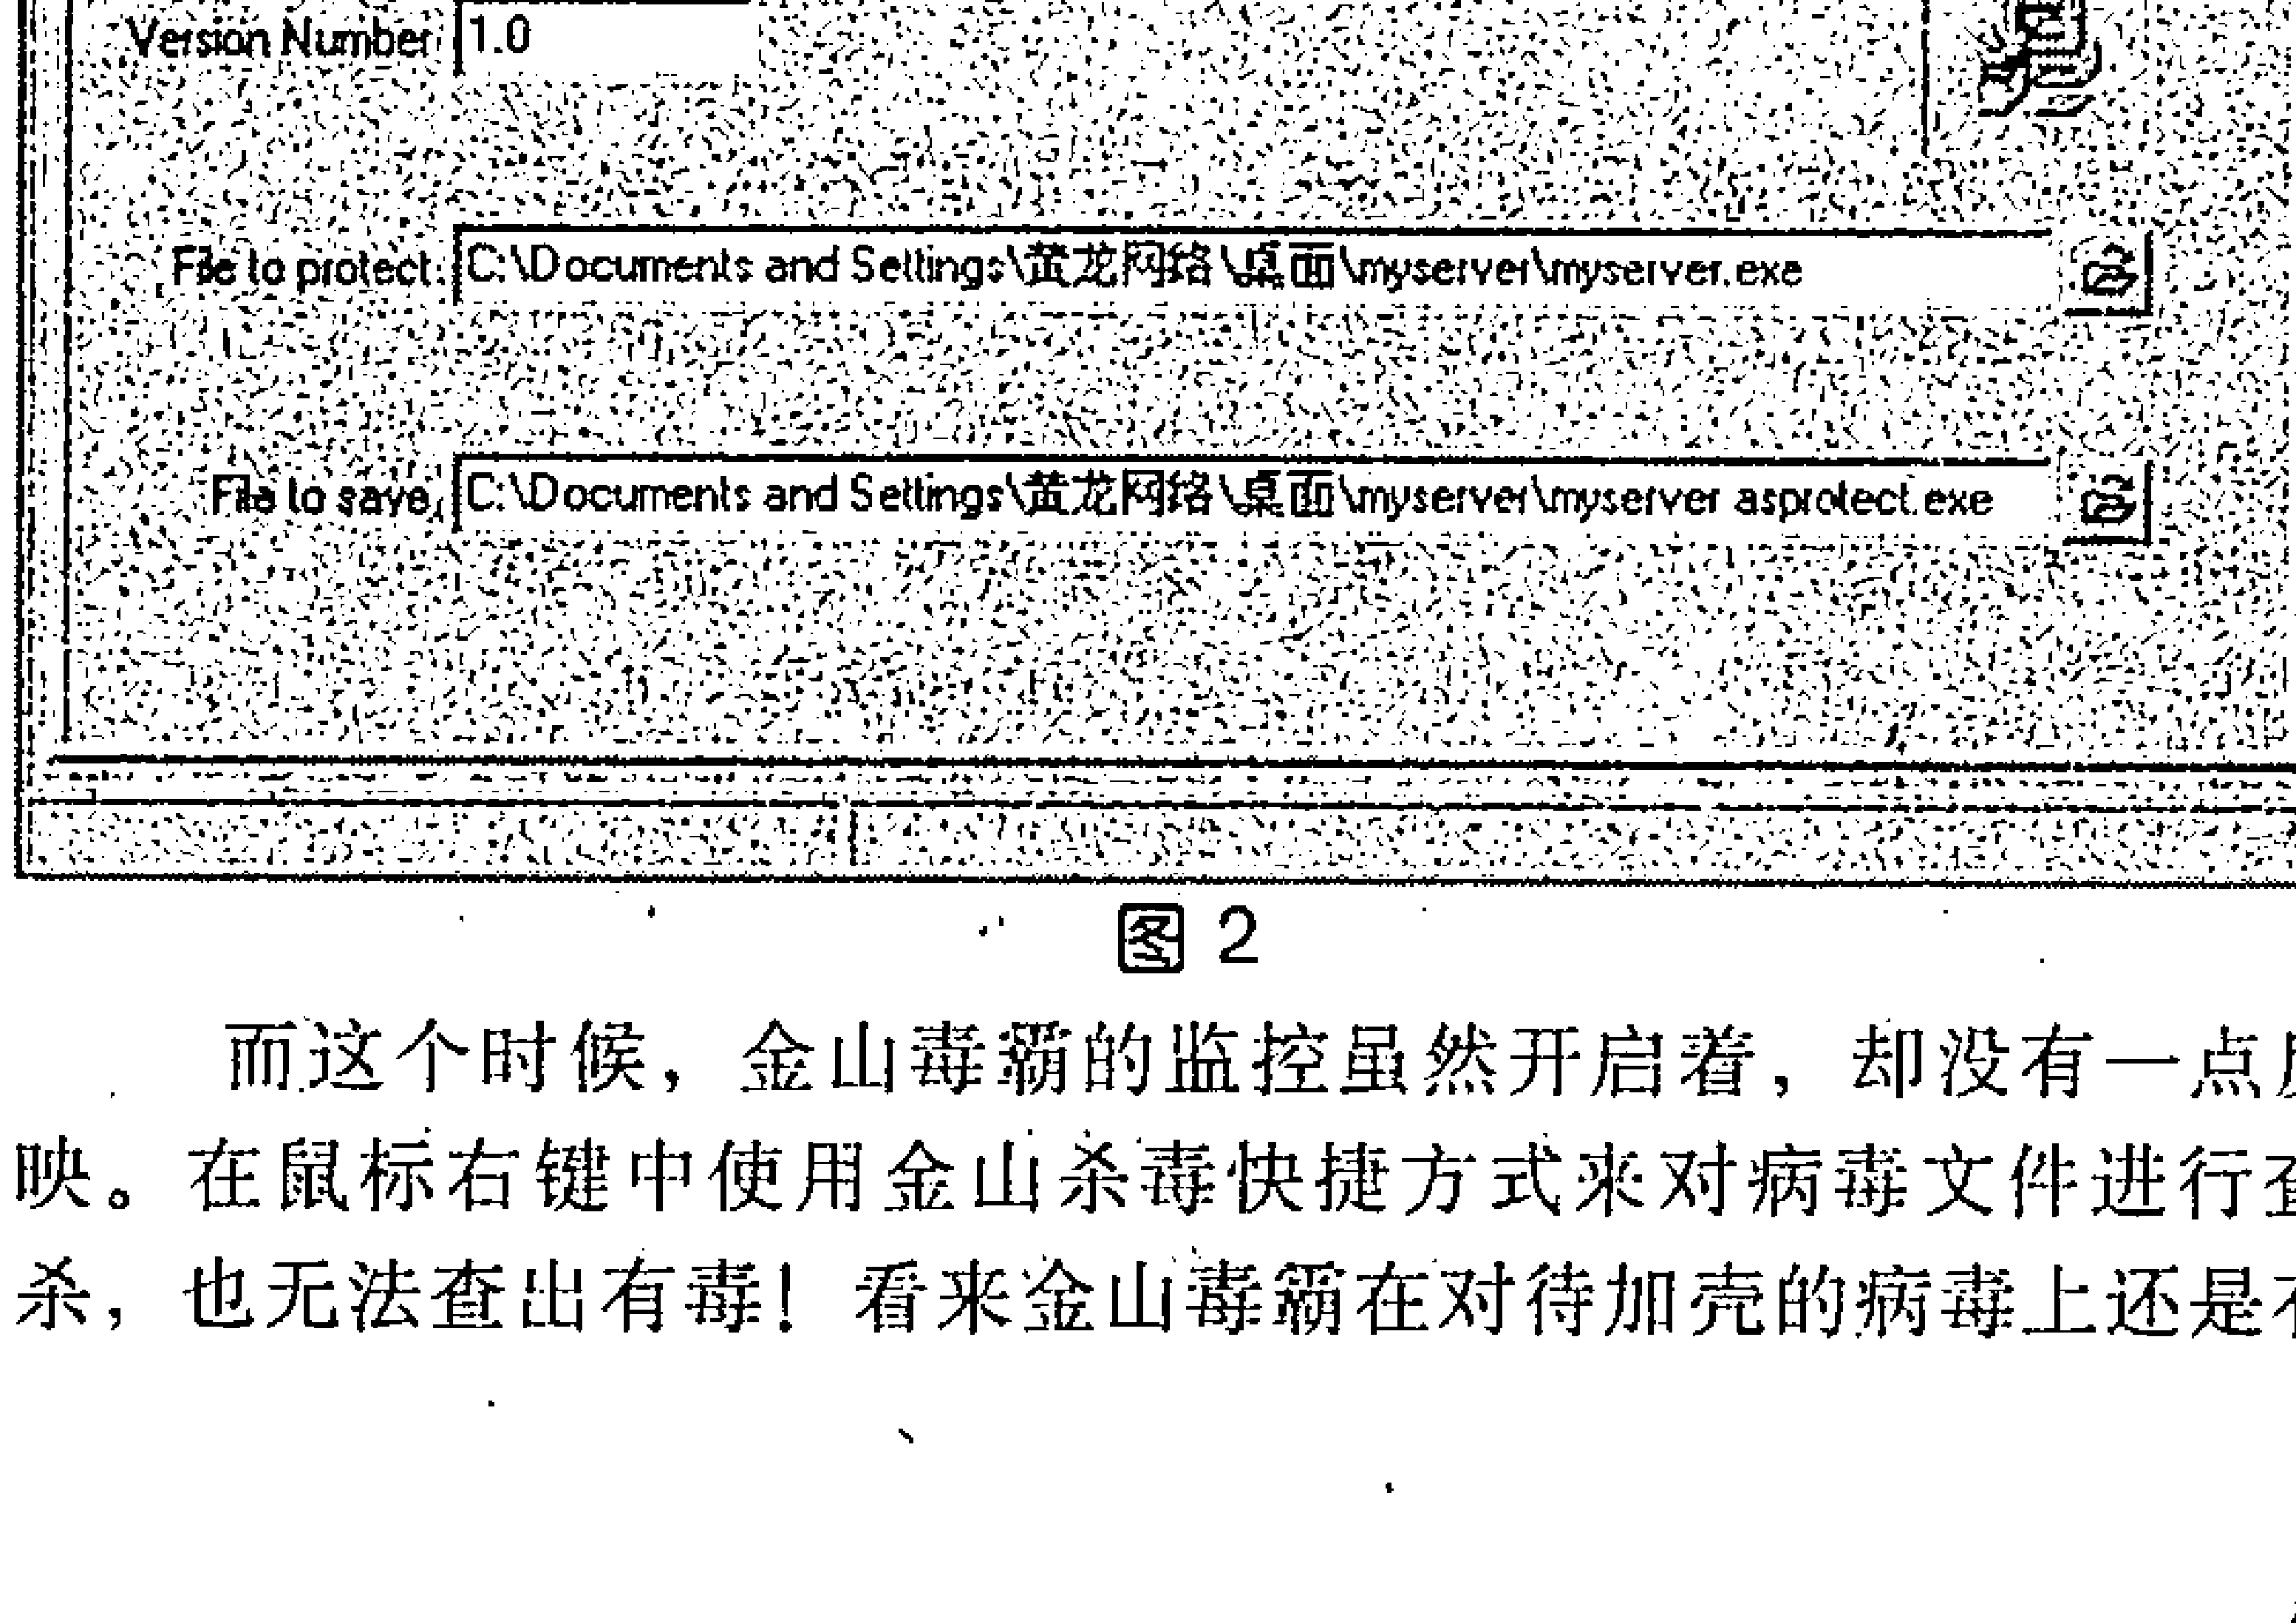 Version Number: 1.0
File to protect: C:\Documents and Settings\黄龙网络\桌面\myserver\myserver.exe
File to save: C:\Documents and Settings\黄龙网络\桌面\myserver\myserver asprotect.exe
图 2
而这个时候，金山毒霸的监控虽然开启着，却没有一点
映。在鼠标右键中使用金山杀毒快捷方式来对病毒文件进行查
杀，也无法查出有毒！看来金山毒霸在对待加壳的病毒上还是